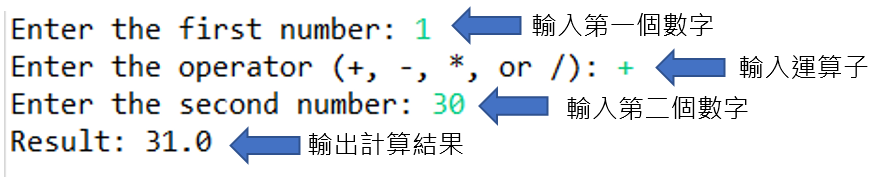 Enter the first number: 1 輸入第一個數字
Enter the operator (+, -, *, or /): + 輸入運算子
Enter the second number: 30 輸入第二個數字
Result: 31.0 輸出計算結果